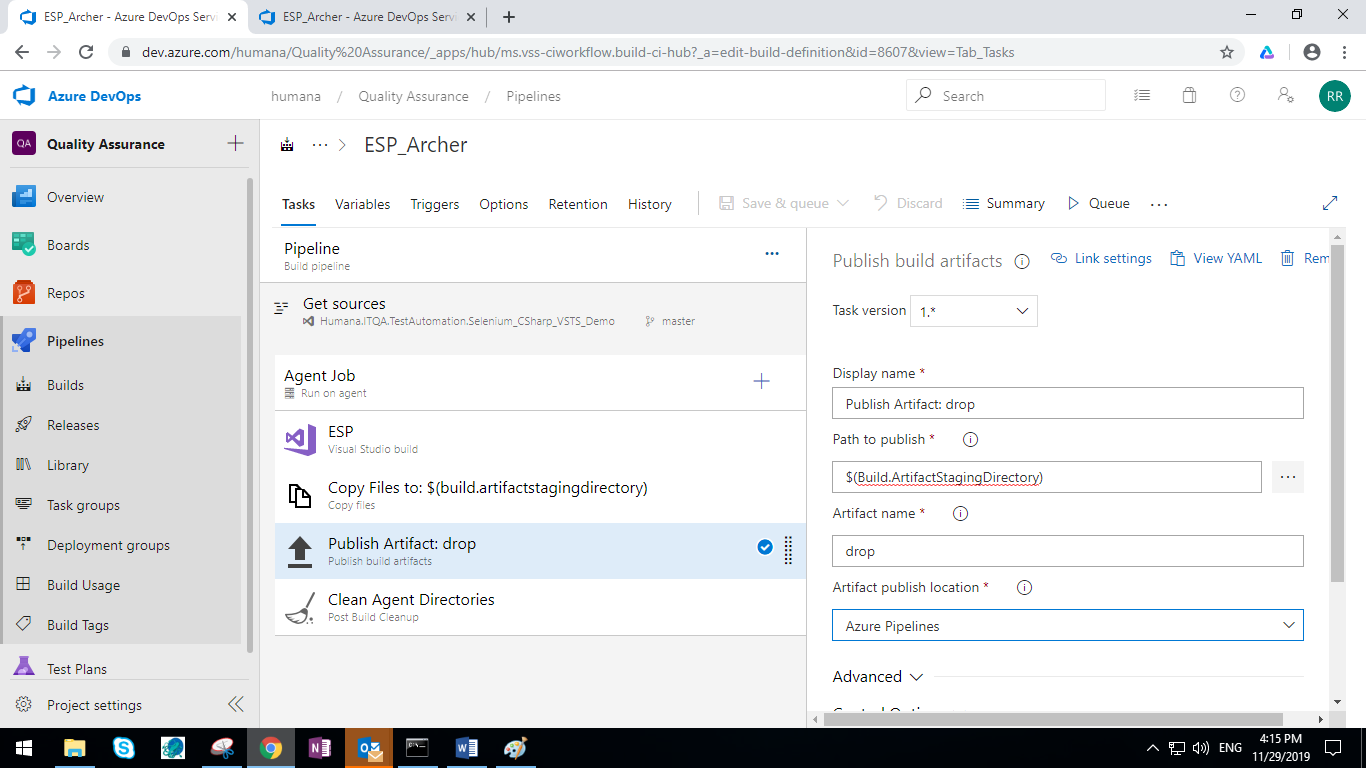 ESP_Archer - Azure DevOps Servi
ESP_Archer - Azure DevOps Servi
dev.azure.com/humana/Quality%20Assurance/_apps/hub/ms.vss-ciworkflow.build-ci-hub?_a=edit-build-definition&id=8607&view=Tab_Tasks
Azure DevOps
humana / Quality Assurance / Pipelines
Search
RR
QA Quality Assurance
ESP_Archer
Overview
Boards
Repos
Pipelines
Builds
Releases
Library
Task groups
Deployment groups
Build Usage
Build Tags
Test Plans
Project settings
Tasks Variables Triggers Options Retention History Save & queue Discard Summary Queue ...
Pipeline
Build pipeline
Get sources
Humana.ITQA.TestAutomation.Selenium_CSharp_VSTS_Demo master
Agent Job
Run on agent
ESP
Visual Studio build
Copy Files to: $(build.artifactstagingdirectory)
Copy files
Publish Artifact: drop
Publish build artifacts
Clean Agent Directories
Post Build Cleanup
Publish build artifacts Link settings View YAML Rem
Task version 1.*
Display name *
Publish Artifact: drop
Path to publish *
$(Build.ArtifactStagingDirectory)
Artifact name *
drop
Artifact publish location *
Azure Pipelines
Advanced
Control Opti
ENG
4:15 PM
11/29/2019